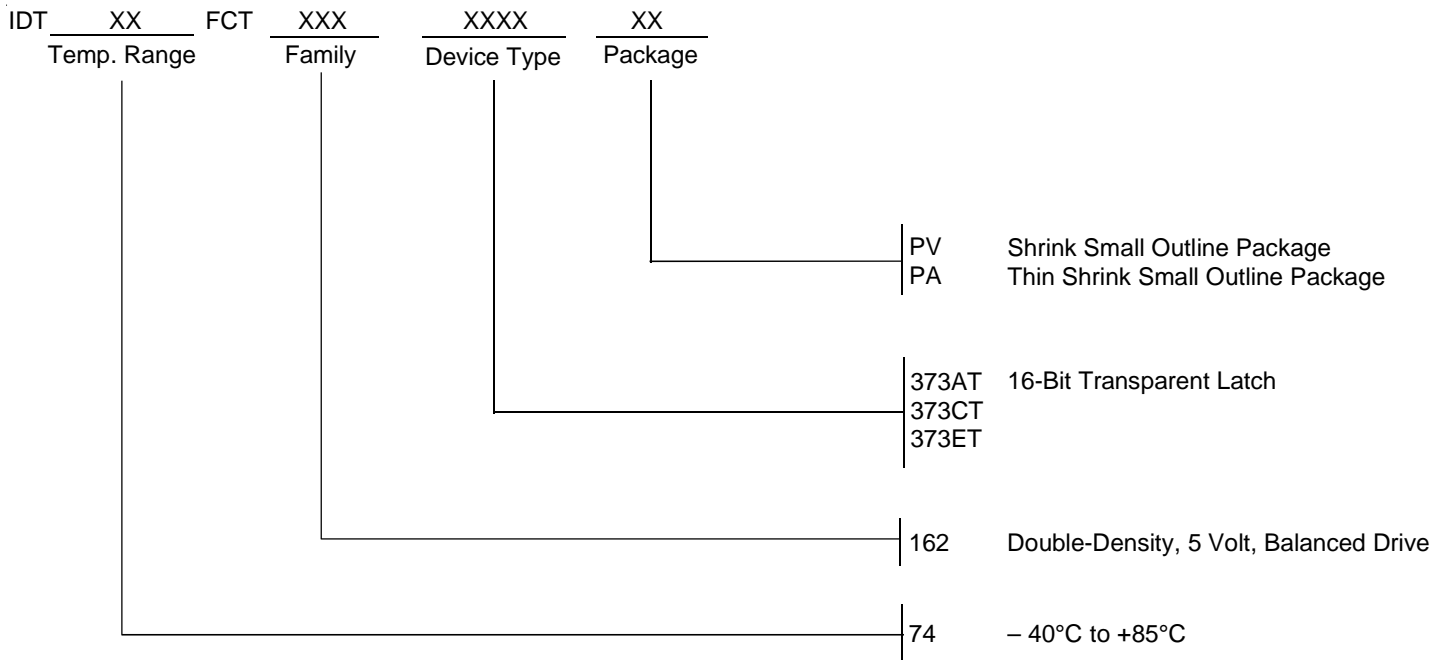 IDT XX FCT XXX XXXX XX
Temp. Range Family Device Type Package
PV Shrink Small Outline Package
PA Thin Shrink Small Outline Package
373AT 16-Bit Transparent Latch
373CT
373ET
162 Double-Density, 5 Volt, Balanced Drive
74 – 40°C to +85°C